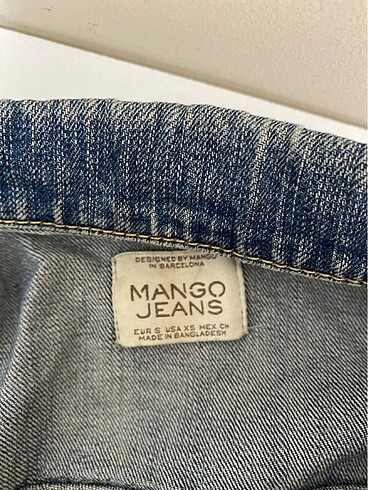 DESIGNED BY MANGO
IN BARCELONA
MANGO
JEANS
EUR S USA XS MEX CH
MADE IN BANGLADESH